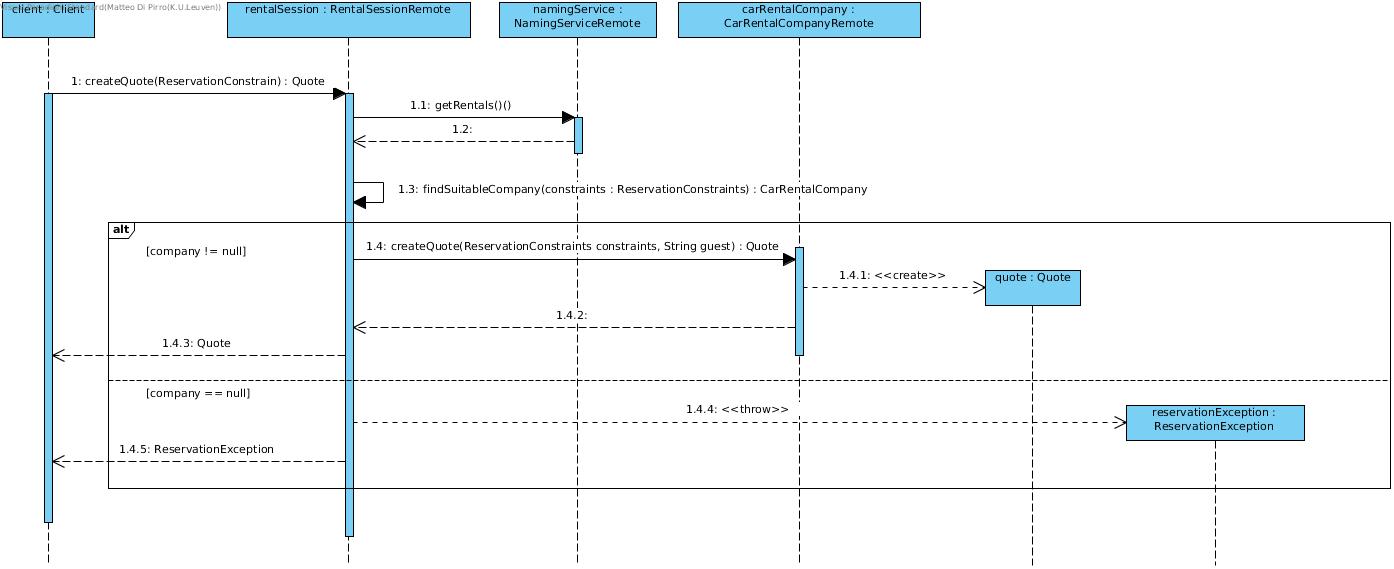 client : Client
rentalSession : RentalSessionRemote
namingService :
NamingServiceRemote
carRentalCompany :
CarRentalCompanyRemote
(Matteo Di Pirro(K.U.Leuven))
1: createQuote(ReservationConstrain) : Quote
1.1: getRentals()()
1.2:
1.3: findSuitableCompany(constraints : ReservationConstraints) : CarRentalCompany
alt
[company != null]
1.4: createQuote(ReservationConstraints constraints, String guest) : Quote
1.4.1: <<create>>
quote : Quote
1.4.2:
1.4.3: Quote
[company == null]
1.4.4: <<throw>>
reservationException :
ReservationException
1.4.5: ReservationException